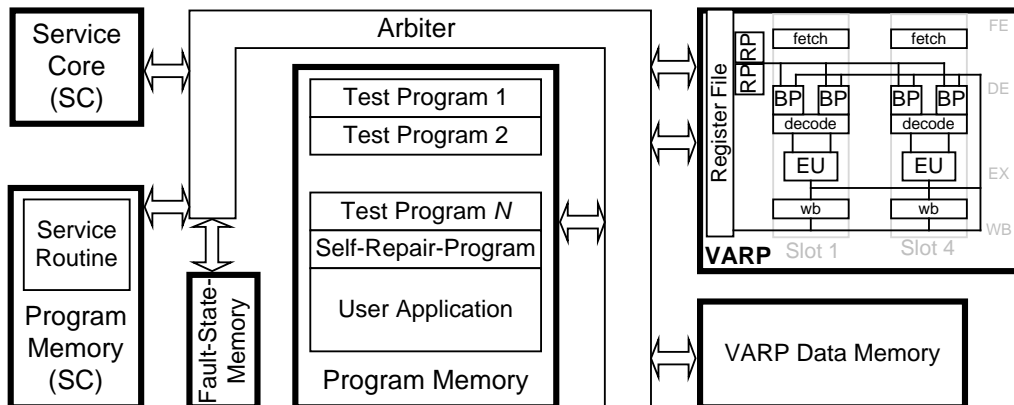 Service
Core
(SC)
Arbiter
Test Program 1
Test Program 2
Test Program N
Self-Repair-Program
User Application
Program Memory
Service
Routine
Program
Memory
(SC)
Fault-State-
Memory
Register File
RP
RP
fetch
fetch
FE
BP
BP
BP
BP
DE
decode
decode
EU
EU
EX
wb
wb
WB
VARP
Slot 1
Slot 4
VARP Data Memory